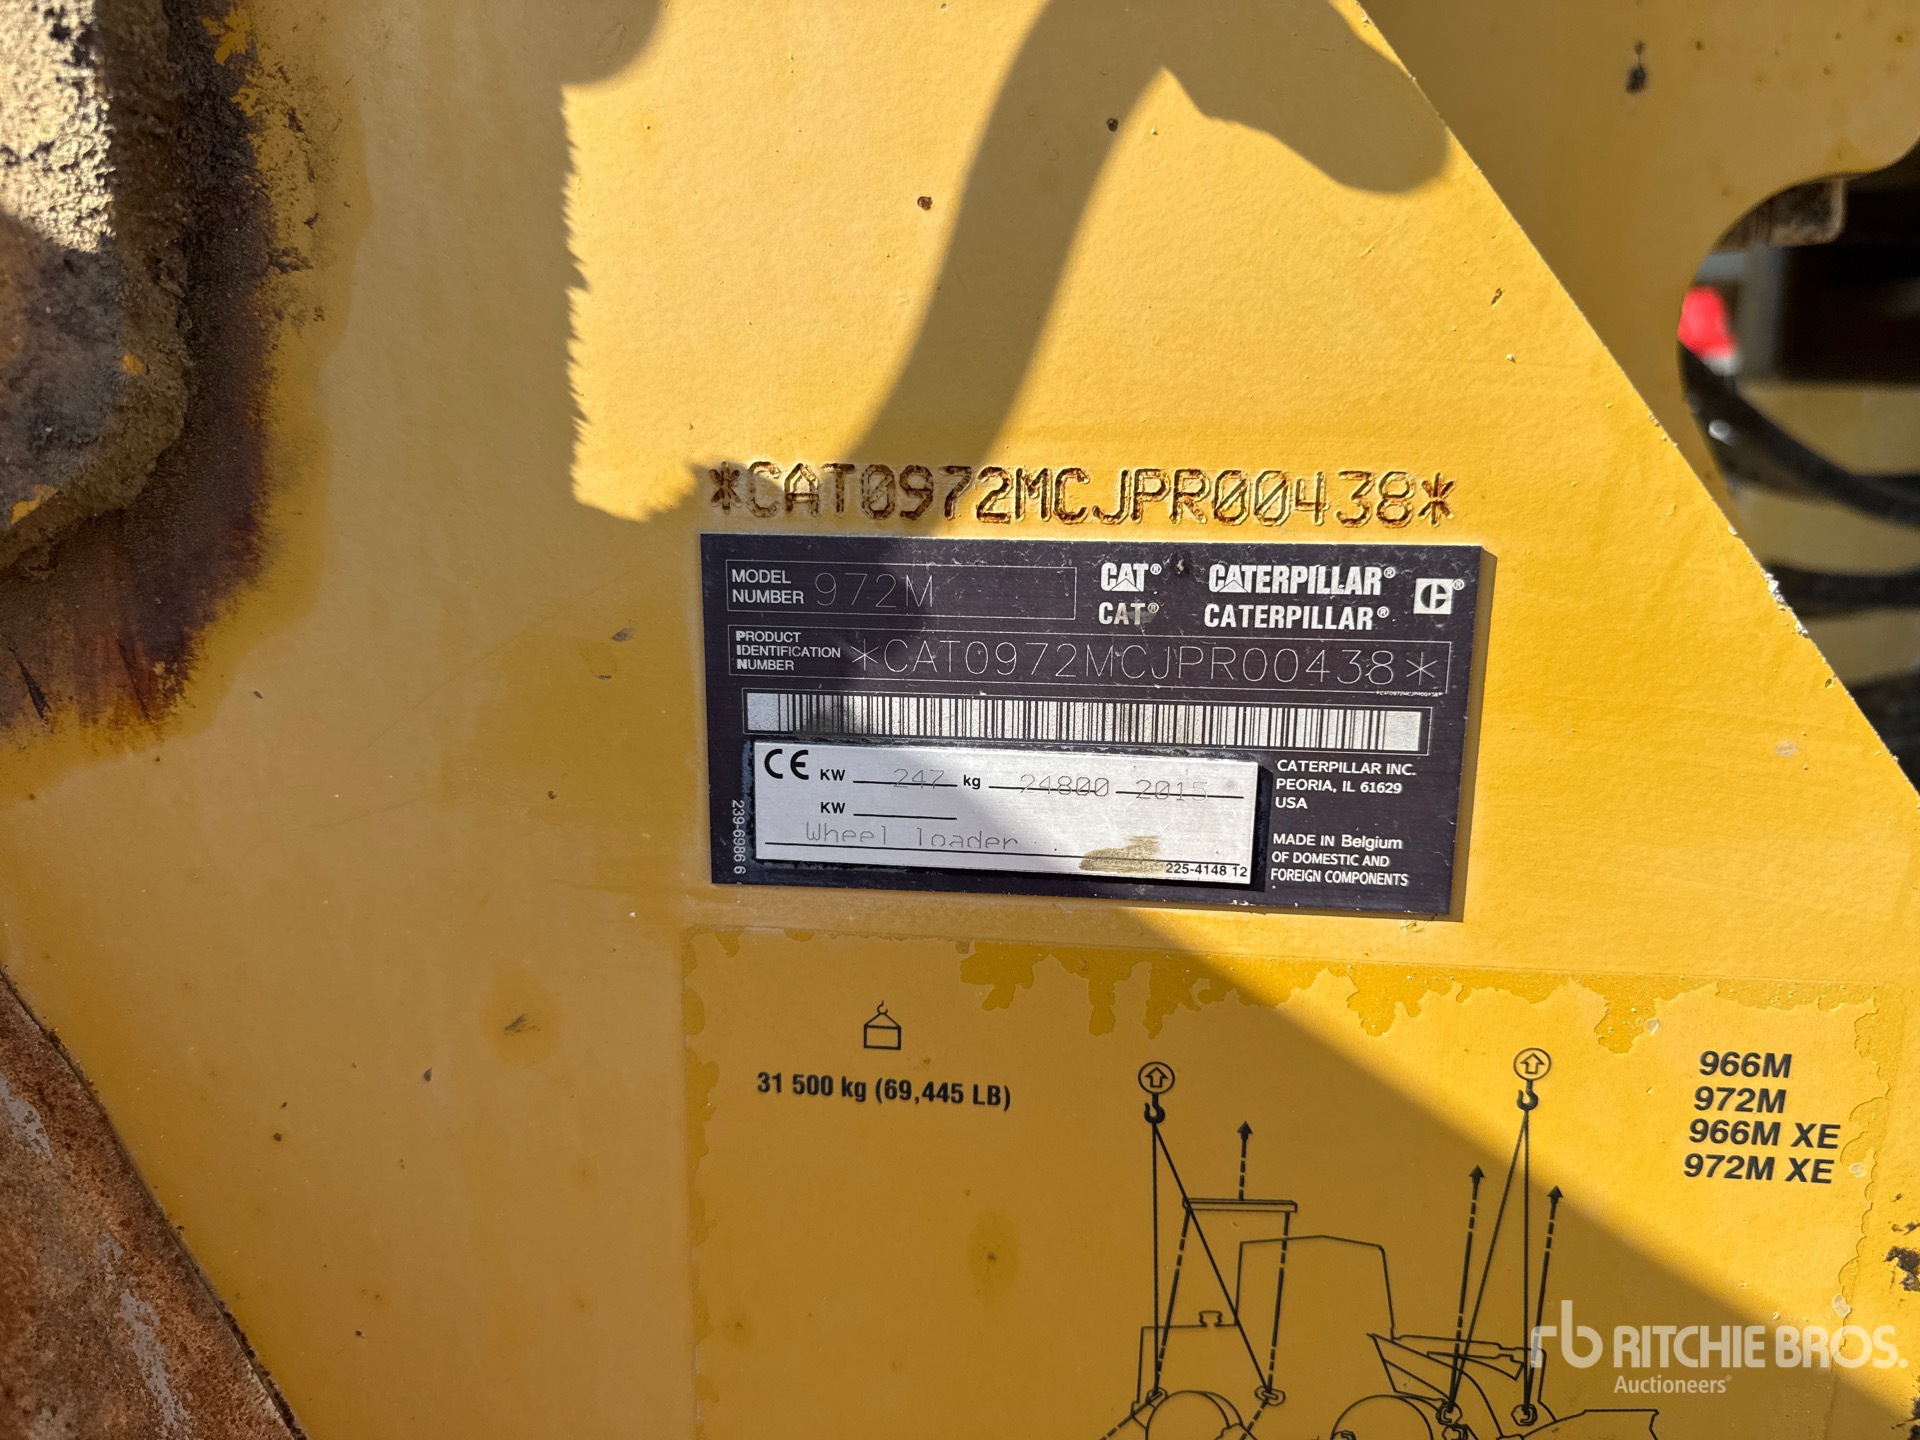 *CAT0972MCJPR00438*
MODEL NUMBER 972M
CAT® CATERPILLAR® C®
CAT® CATERPILLAR®
PRODUCT IDENTIFICATION NUMBER *CAT0972MCJPR00438*
*CAT0972MCJPR00438*
CE KW 247 kg 24800 2015
KW
Wheel loader
225-4148 12
239-6986 6
CATERPILLAR INC.
PEORIA, IL 61629
USA
MADE IN Belgium
OF DOMESTIC AND
FOREIGN COMPONENTS
31 500 kg (69,445 LB)
966M
972M
966M XE
972M XE
rb RITCHIE BROS.
Auctioneers